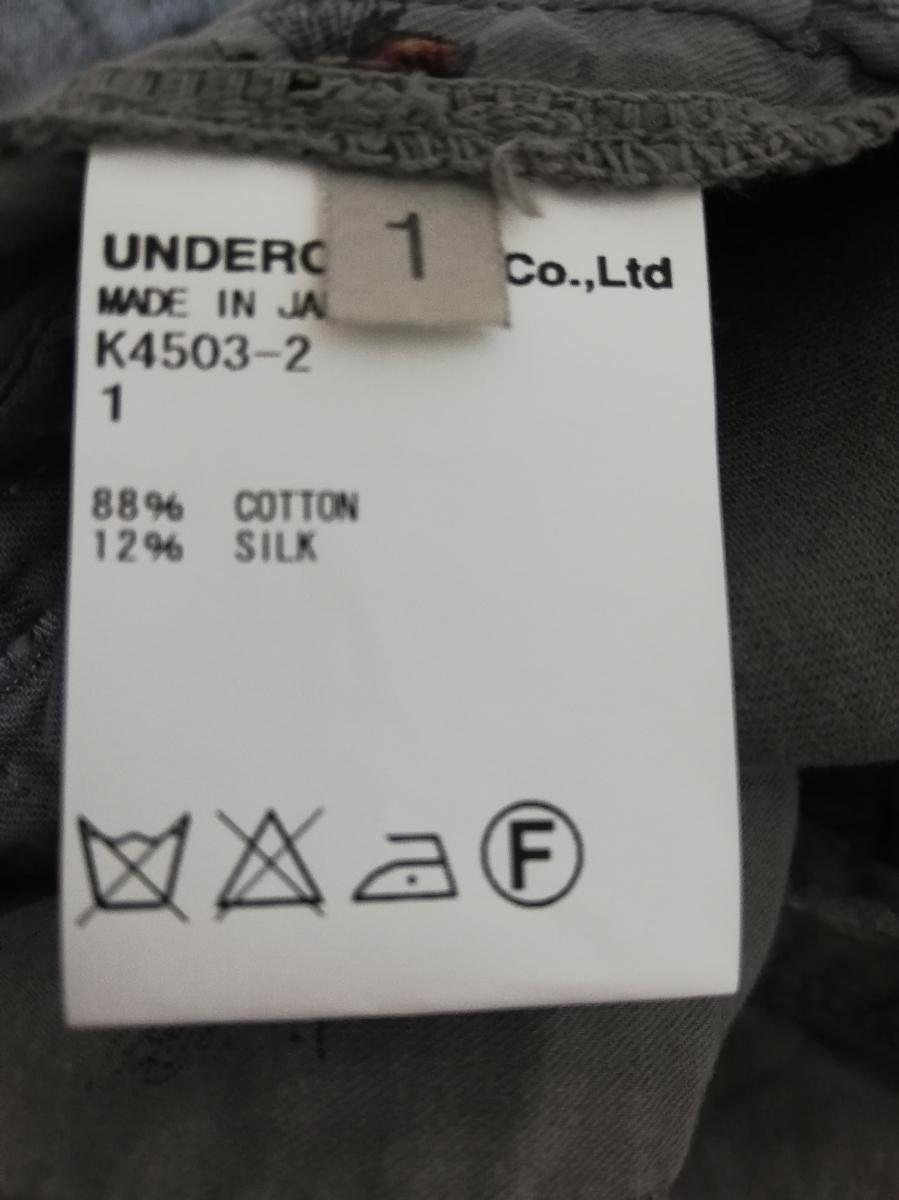 1
UNDERC Co.,Ltd
MADE IN JA
K4503-2
1
88% COTTON
12% SILK
F